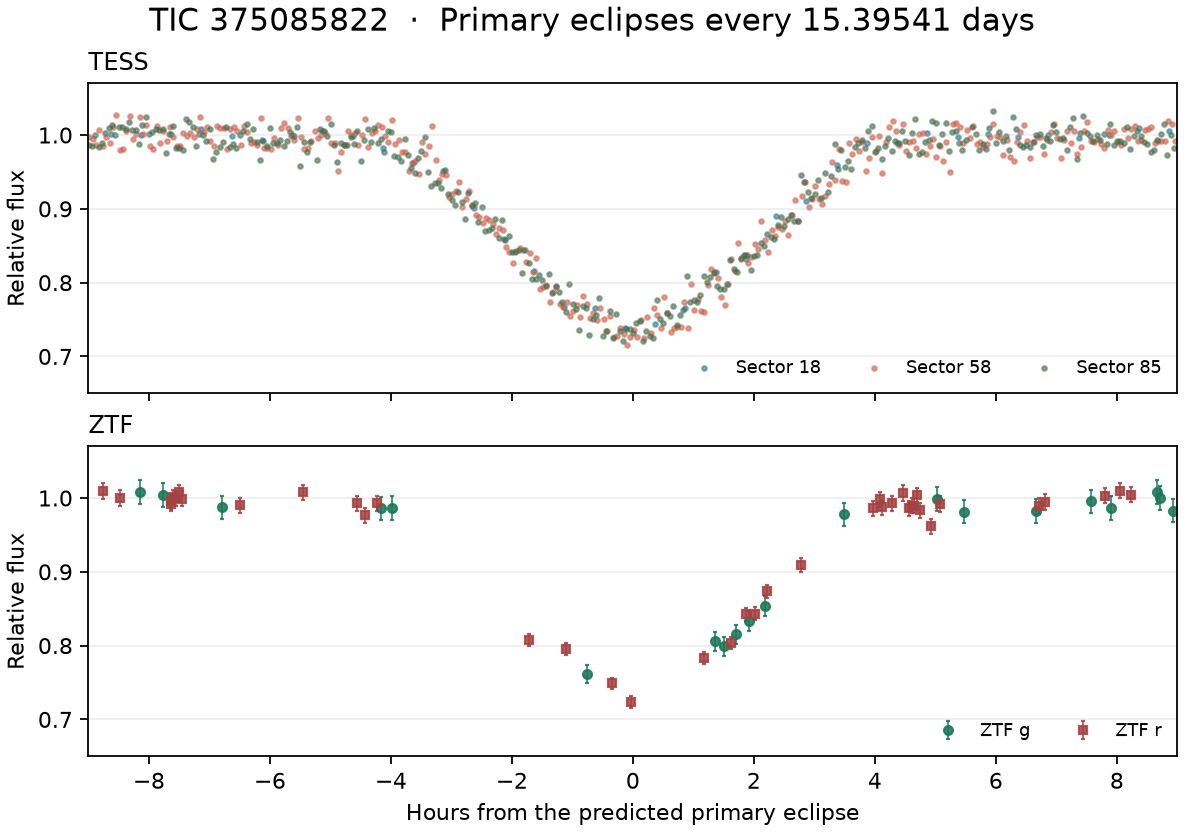 TIC 375085822 · Primary eclipses every 15.39541 days
TESS
Relative flux
1.0
0.9
0.8
0.7
Sector 18 Sector 58 Sector 85
ZTF
Relative flux
1.0
0.9
0.8
0.7
ZTF g ZTF r
−8 −6 −4 −2 0 2 4 6 8
Hours from the predicted primary eclipse